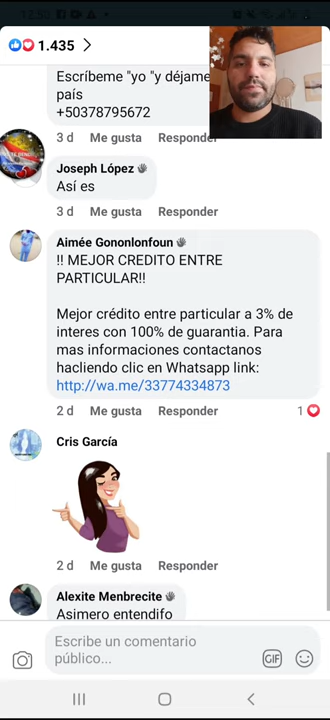 12:50
1.435
Escríbeme "yo "y déjame
país
+50378795672
3 d Me gusta Responder
Joseph López
Así es
3 d Me gusta Responder
Aimée Gononlonfoun
!! MEJOR CREDITO ENTRE
PARTICULAR!!
Mejor crédito entre particular a 3% de
interes con 100% de guarantia. Para
mas informaciones contactanos
hacliendo clic en Whatsapp link:
http://wa.me/33774334873
2 d Me gusta Responder
1
Cris García
2 d Me gusta Responder
Alexite Menbrecite
Asimero entendifo
Escribe un comentario
público...
GIF